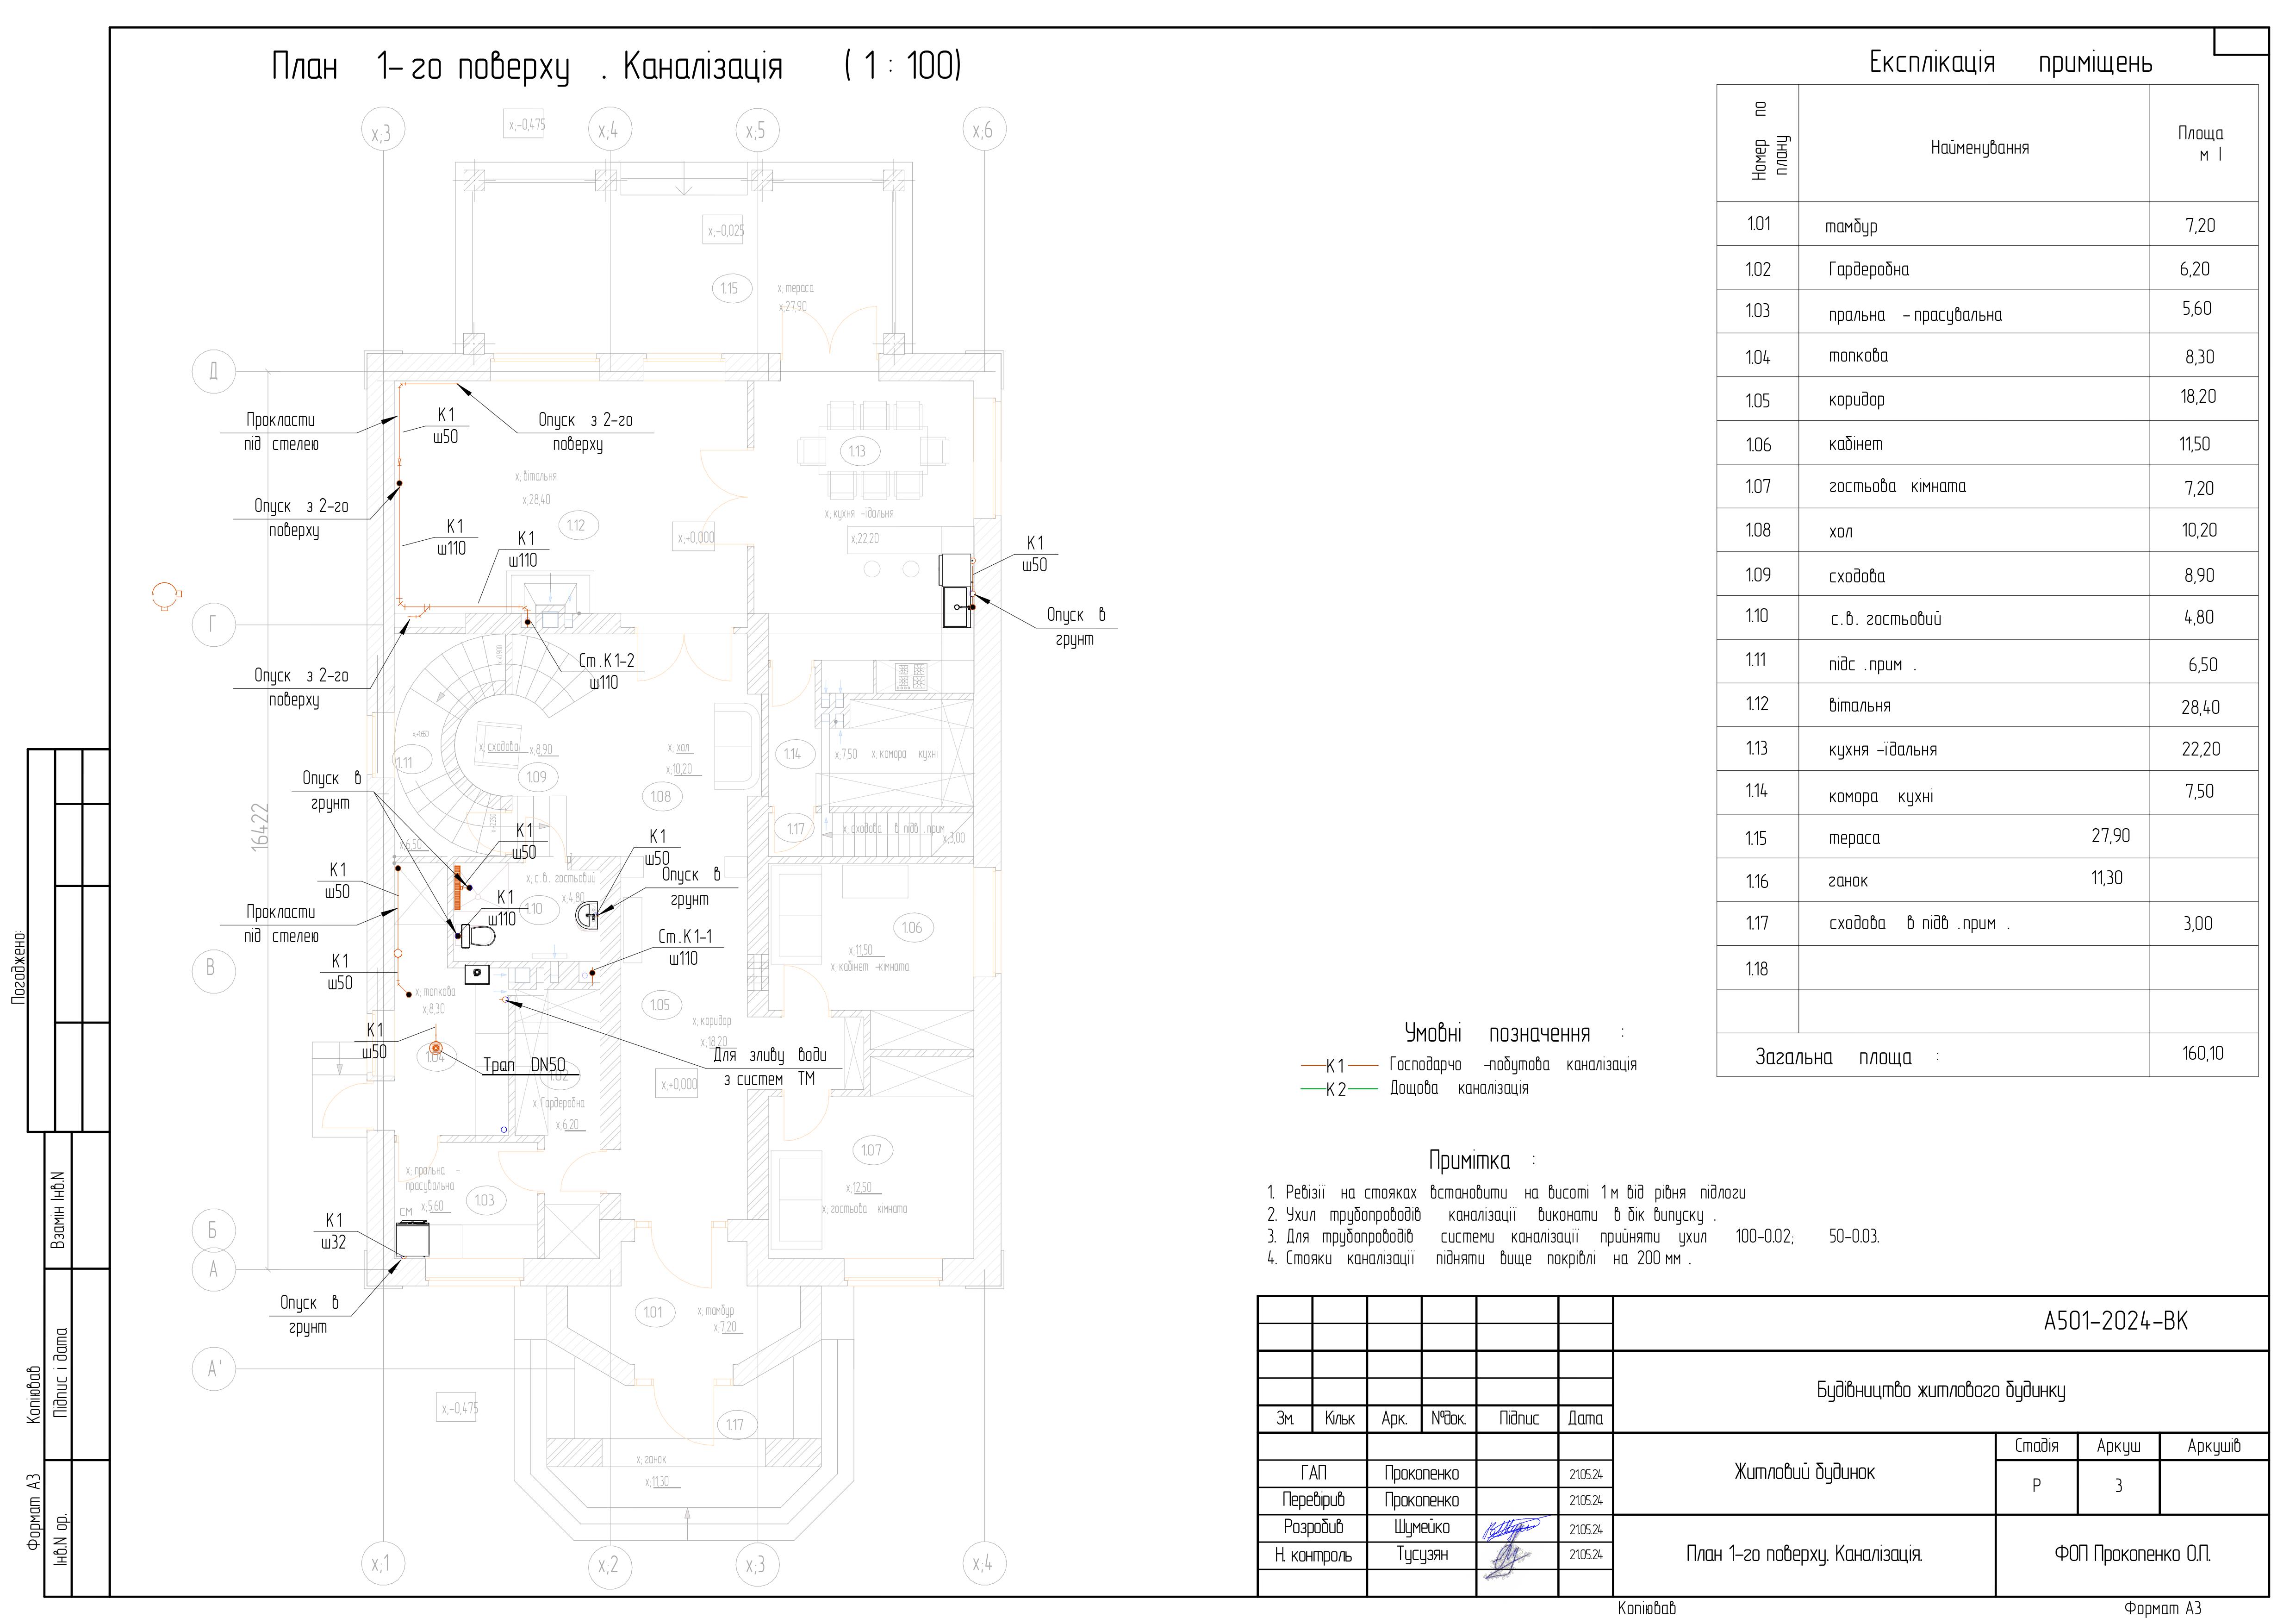 План 1-го поверху . Каналізація ( 1 : 100)
х;3
х;-0,475
х;4
х;5
х;6
х;-0,025
1.15
х; тераса
х;27,90
Д
Прокласти
під стелею
К1
ш50
Опуск з 2-го
поверху
1.13
х; вітальня
х;28,40
Опуск з 2-го
поверху
х; кухня -їдальня
1.12
х;+0,000
х;22,20
К1
ш110
К1
ш110
К1
ш50
Опуск в
грунт
Г
Ст.К1-2
ш110
Опуск з 2-го
поверху
х; сходова х;8,90
х; хол
х;10,20
1.11
1.09
1.08
1.14
х;7,50 х; комора кухні
Опуск в
грунт
16422
1.17
х; сходова в підв .прим
х;3,00
х;6,50
К1
ш50
К1
ш50
Опуск в
грунт
К1
ш50
х; с.в. гостьовий
х;4,80
К1
ш110
1.10
Прокласти
під стелею
1.06
х;11,50
х; кабінет -кімната
Ст.К1-1
ш110
В
К1
ш50
х; топкова
х;8,30
1.05
х; коридор
х;18,20
К1
ш50
1.04
Трап DN50
Для зливу води
з систем ТМ
1.02
х;+0,000
х; Гардеробна
х;6,20
1.07
х;12,50
х; гостьова кімната
х; пральна -
прасувальна
х;5,60
1.03
СМ
К1
ш32
Б
А
Опуск в
грунт
1.01
х; тамбур
х;7,20
А'
х;-0,475
1.17
х; ганок
х;11,30
х;1
х;2
х;3
х;4
Експлікація приміщень
Номер по плану
Найменування
Площа
м І
1.01 тамбур 7,20
1.02 Гардеробна 6,20
1.03 пральна -прасувальна 5,60
1.04 топкова 8,30
1.05 коридор 18,20
1.06 кабінет 11,50
1.07 гостьова кімната 7,20
1.08 хол 10,20
1.09 сходова 8,90
1.10 с.в. гостьовий 4,80
1.11 підс .прим . 6,50
1.12 вітальня 28,40
1.13 кухня -їдальня 22,20
1.14 комора кухні 7,50
1.15 тераса 27,90
1.16 ганок 11,30
1.17 сходова в підв .прим . 3,00
1.18
Загальна площа : 160,10
Умовні позначення :
К1 Господарчо -побутова каналізація
К2 Дощова каналізація
Примітка :
1. Ревізії на стояках встановити на висоті 1 м від рівня підлоги
2. Ухил трубопроводів каналізації виконати в бік випуску .
3. Для трубопроводів системи каналізації прийняти ухил 100-0.02; 50-0.03.
4. Стояки каналізації підняти вище покрівлі на 200 мм .
А501-2024-ВК
Будівництво житлового будинку
Зм. Кільк Арк. №док. Підпис Дата
Житловий будинок
Стадія Аркуш Аркушів
Р 3
ГАП Прокопенко 21.05.24
Перевірив Прокопенко 21.05.24
Розробив Шумейко 21.05.24
Н. контроль Тусузян 21.05.24
План 1-го поверху. Каналізація.
ФОП Прокопенко О.П.
Копіював
Формат А3
Погоджено:
Взамін Інв.N
Підпис і дата
Інв.N ор.
Копіював
Формат А3